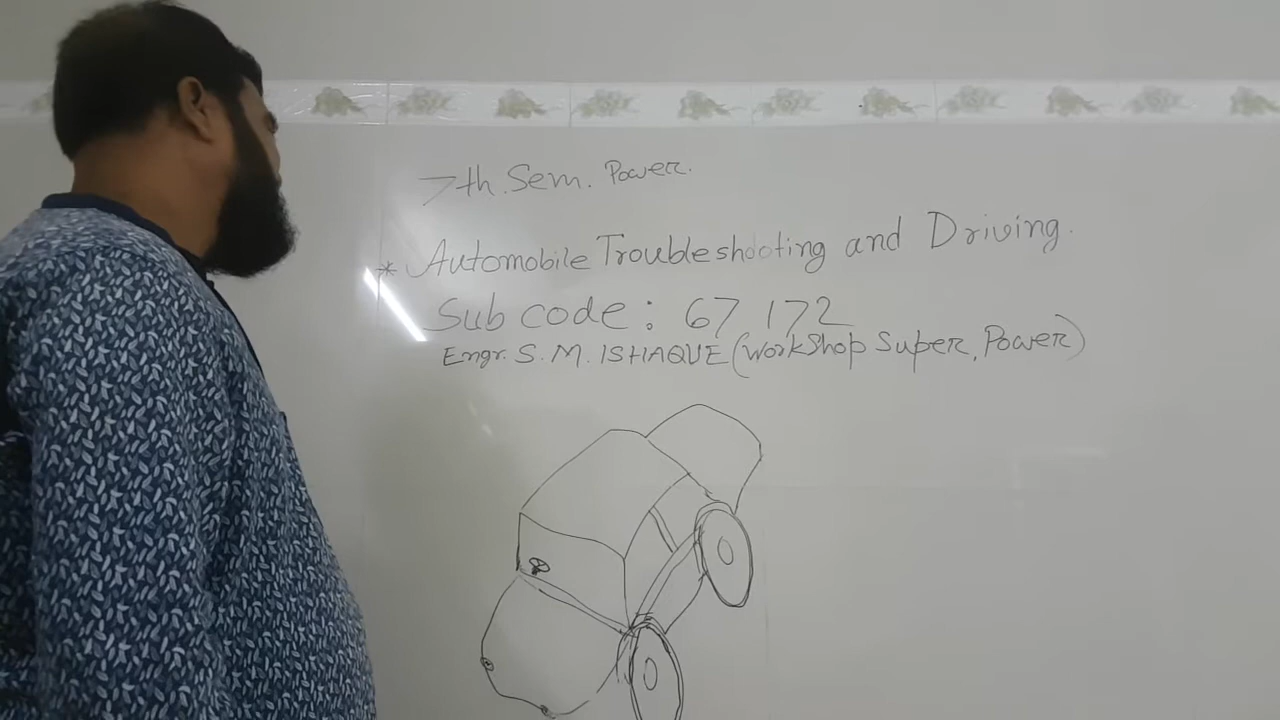 7th Sem. Power.
* Automobile Troubleshooting and Driving.
Sub code: 67172
Engr. S. M. ISHAQUE (Workshop Super, Power)